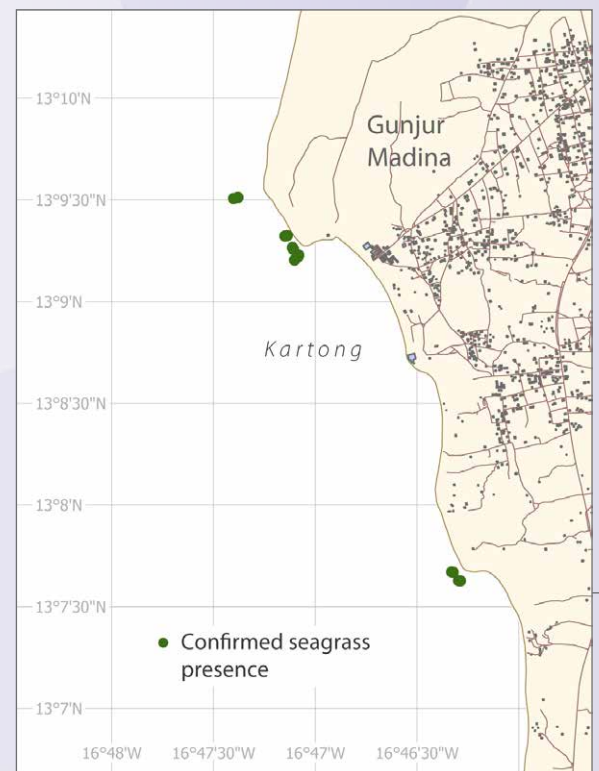 13°10'N
Gunjur
Madina
13°9'30"N
13°9'N
Kartong
13°8'30"N
13°8'N
13°7'30"N
Confirmed seagrass
presence
13°7'N
16°48'W 16°47'30"W 16°47'W 16°46'30"W